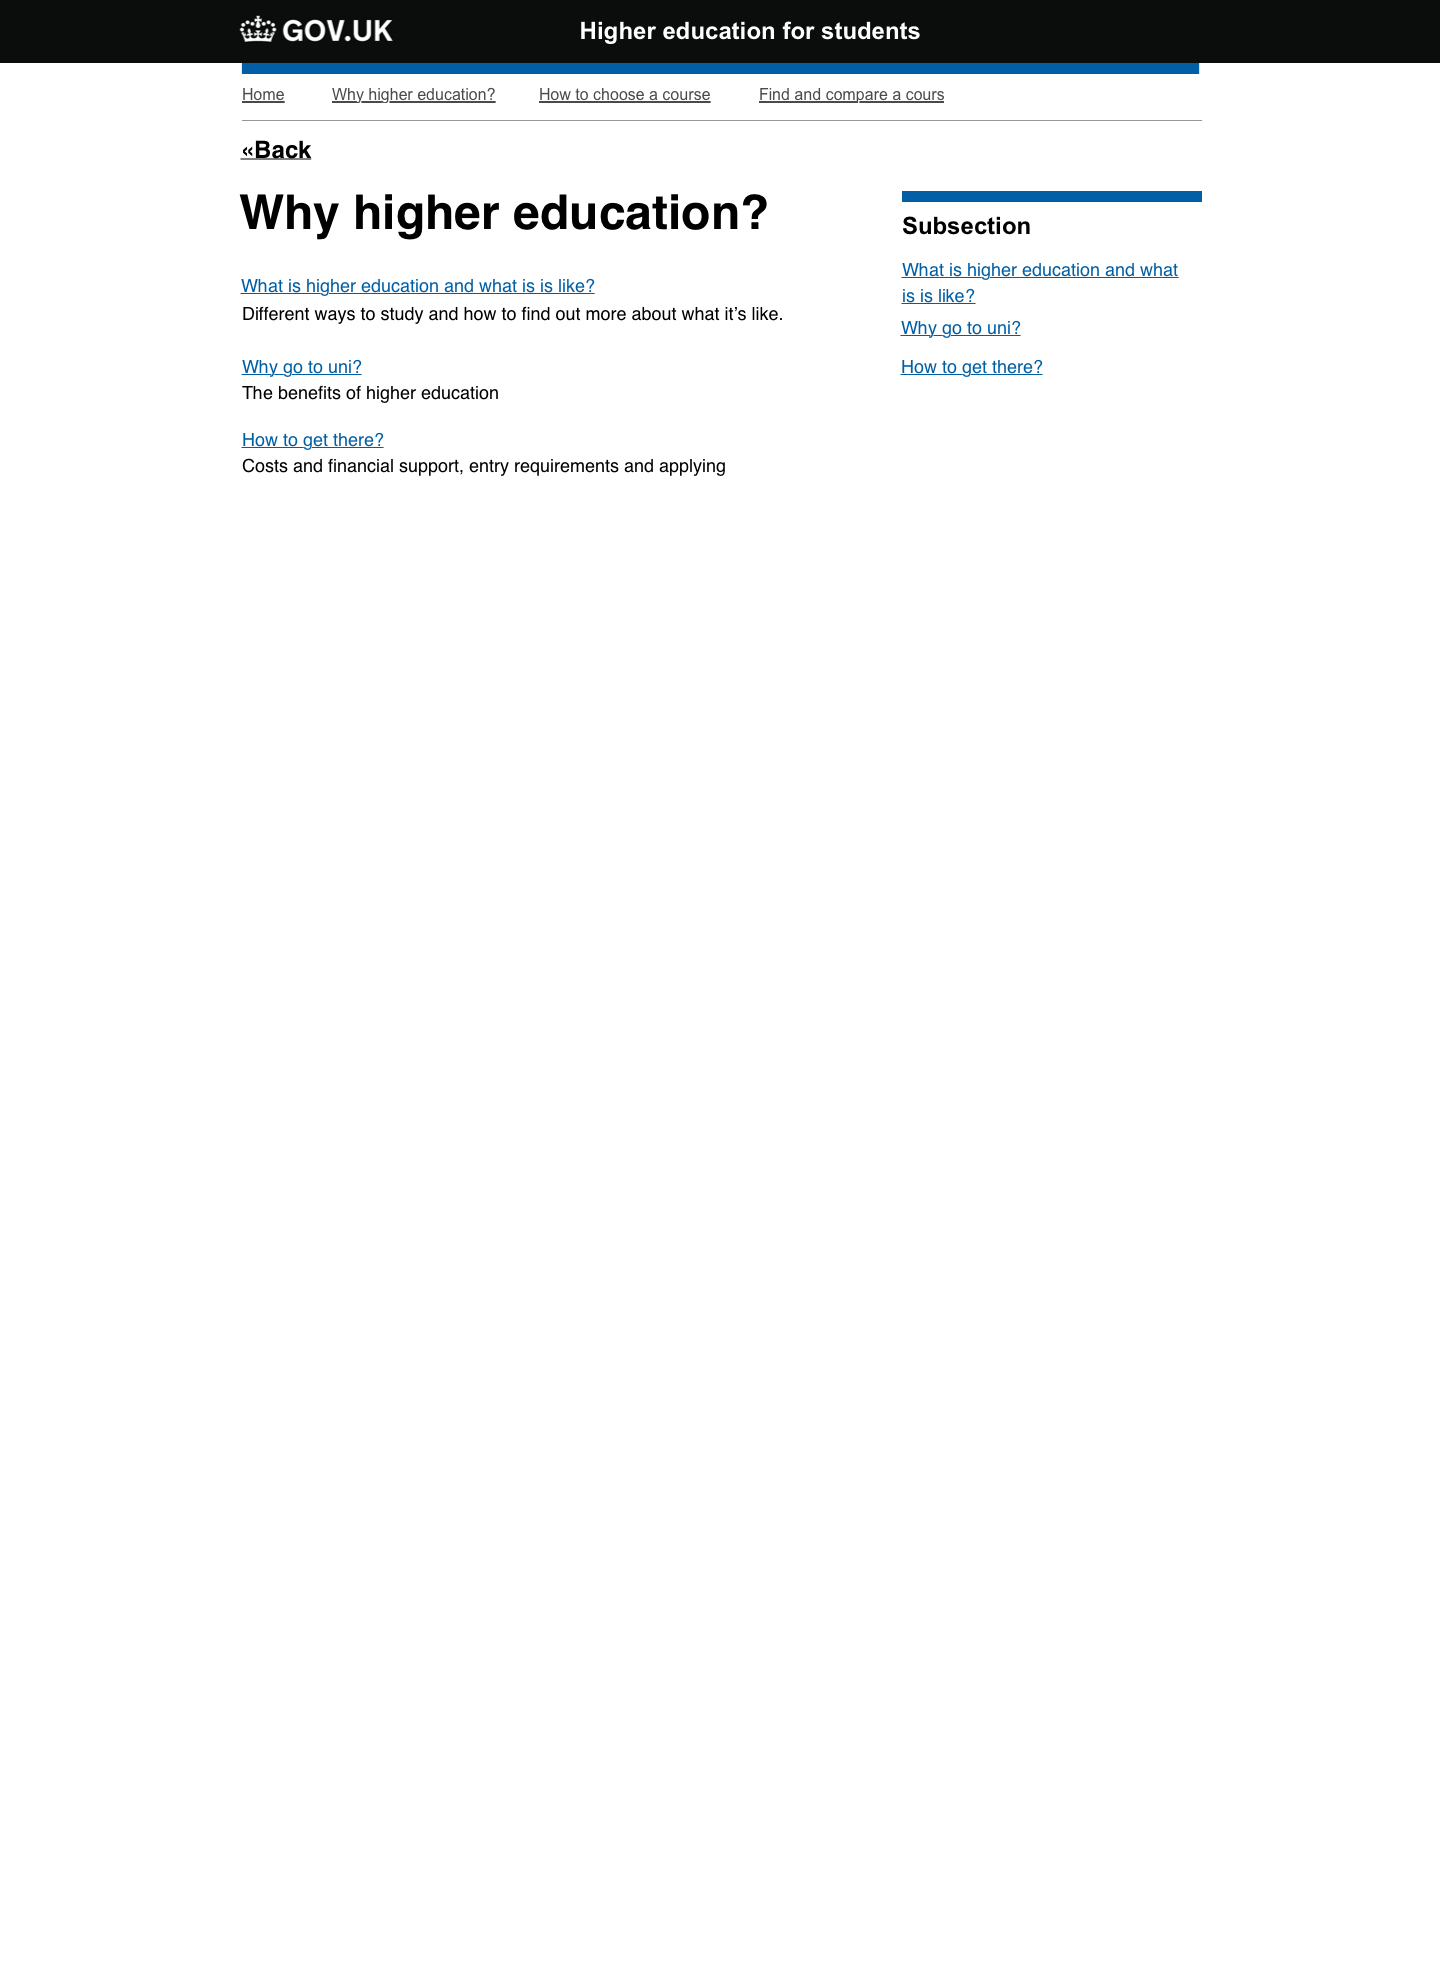 GOV.UK
Higher education for students
Home
Why higher education?
How to choose a course
Find and compare a cours
«Back
Why higher education?
What is higher education and what is is like?
Different ways to study and how to find out more about what it’s like.
Why go to uni?
The benefits of higher education
How to get there?
Costs and financial support, entry requirements and applying
Subsection
What is higher education and what
is is like?
Why go to uni?
How to get there?